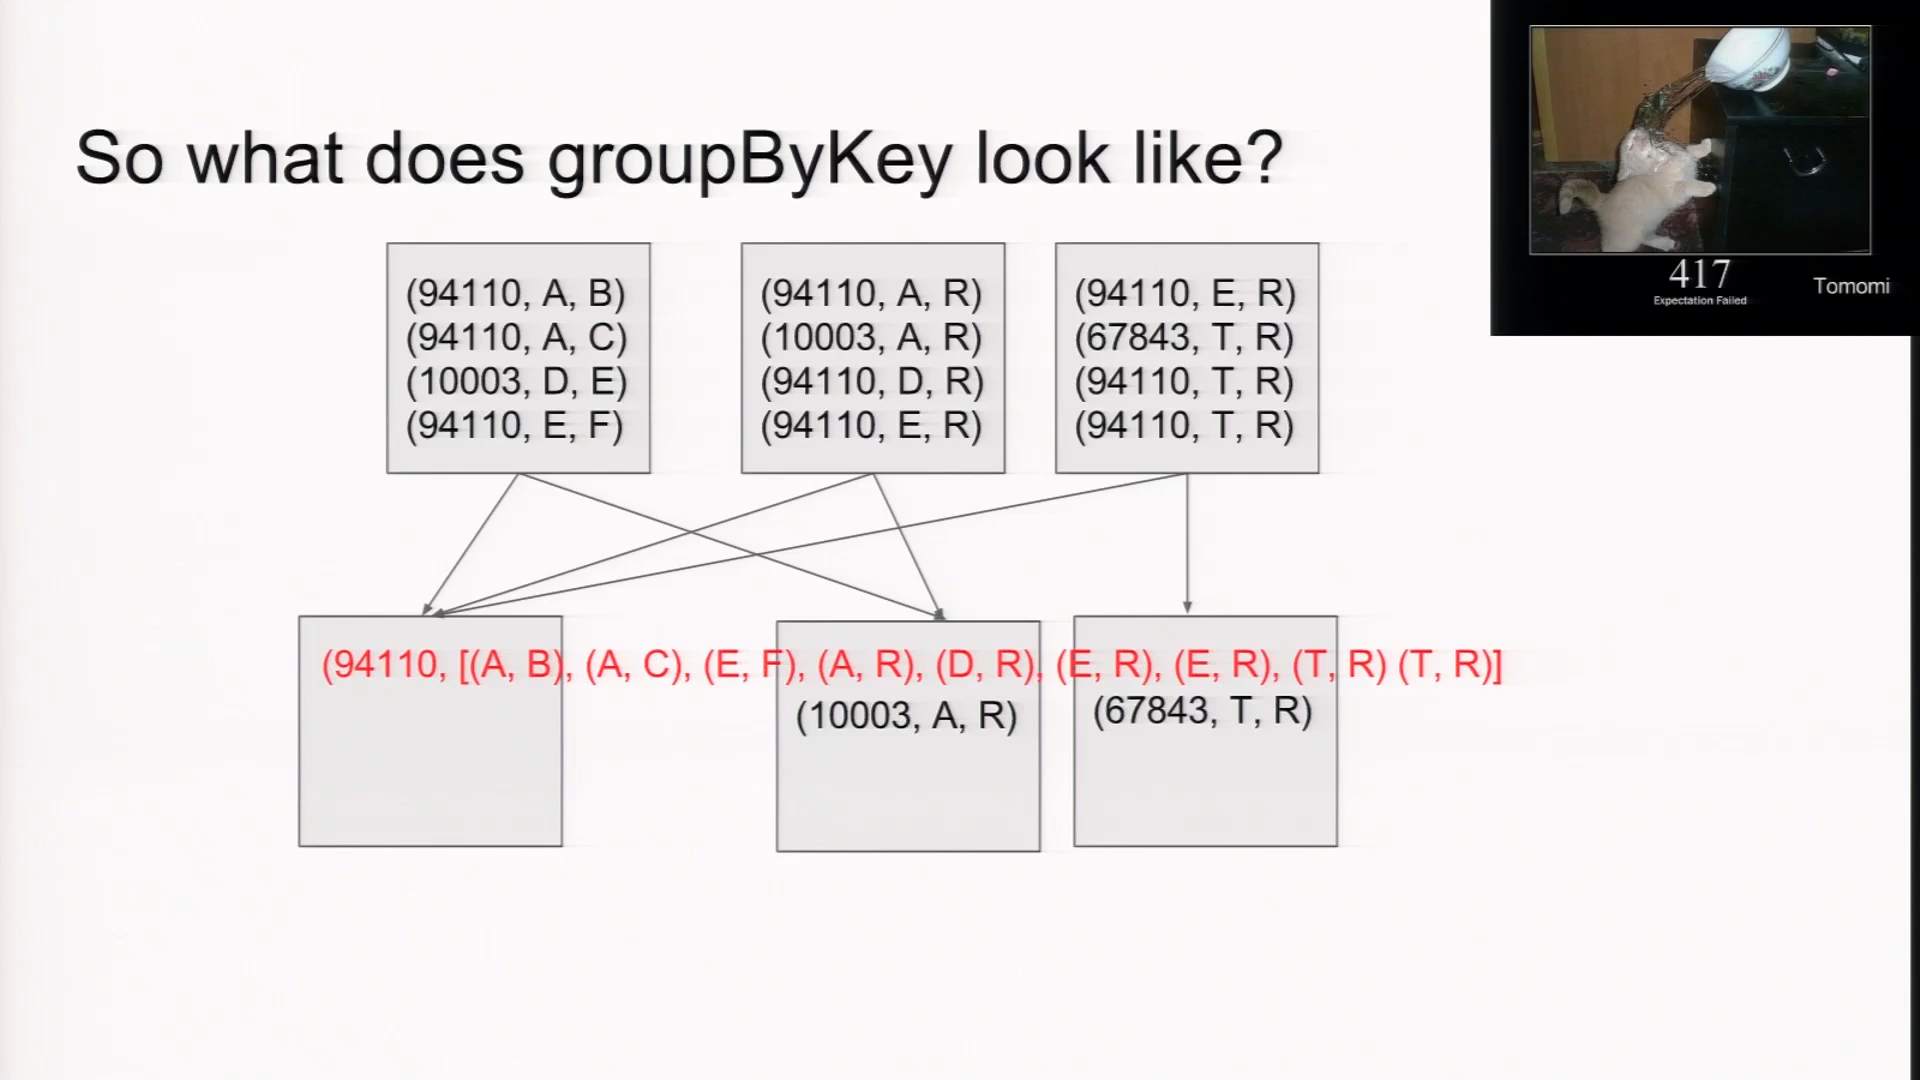 So what does groupByKey look like?
(94110, A, B)
(94110, A, C)
(10003, D, E)
(94110, E, F)
(94110, A, R)
(10003, A, R)
(94110, D, R)
(94110, E, R)
(94110, E, R)
(67843, T, R)
(94110, T, R)
(94110, T, R)
(94110, [(A, B), (A, C), (E, F), (A, R), (D, R), (E, R), (E, R), (T, R) (T, R)]
(10003, A, R)
(67843, T, R)
417
Expectation Failed
Tomomi